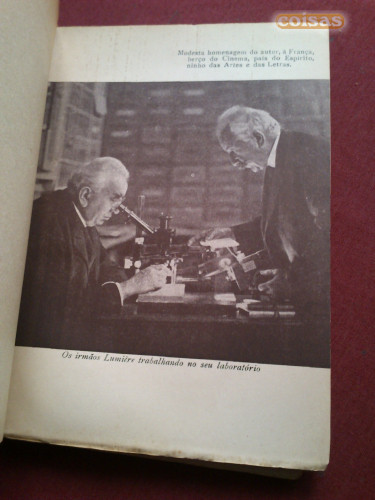 coisas
Modesta homenagem do autor, à França,
berço do Cinema, país do Espírito,
ninho das Artes e das Letras.
Os irmãos Lumiére trabalhando no seu laboratório